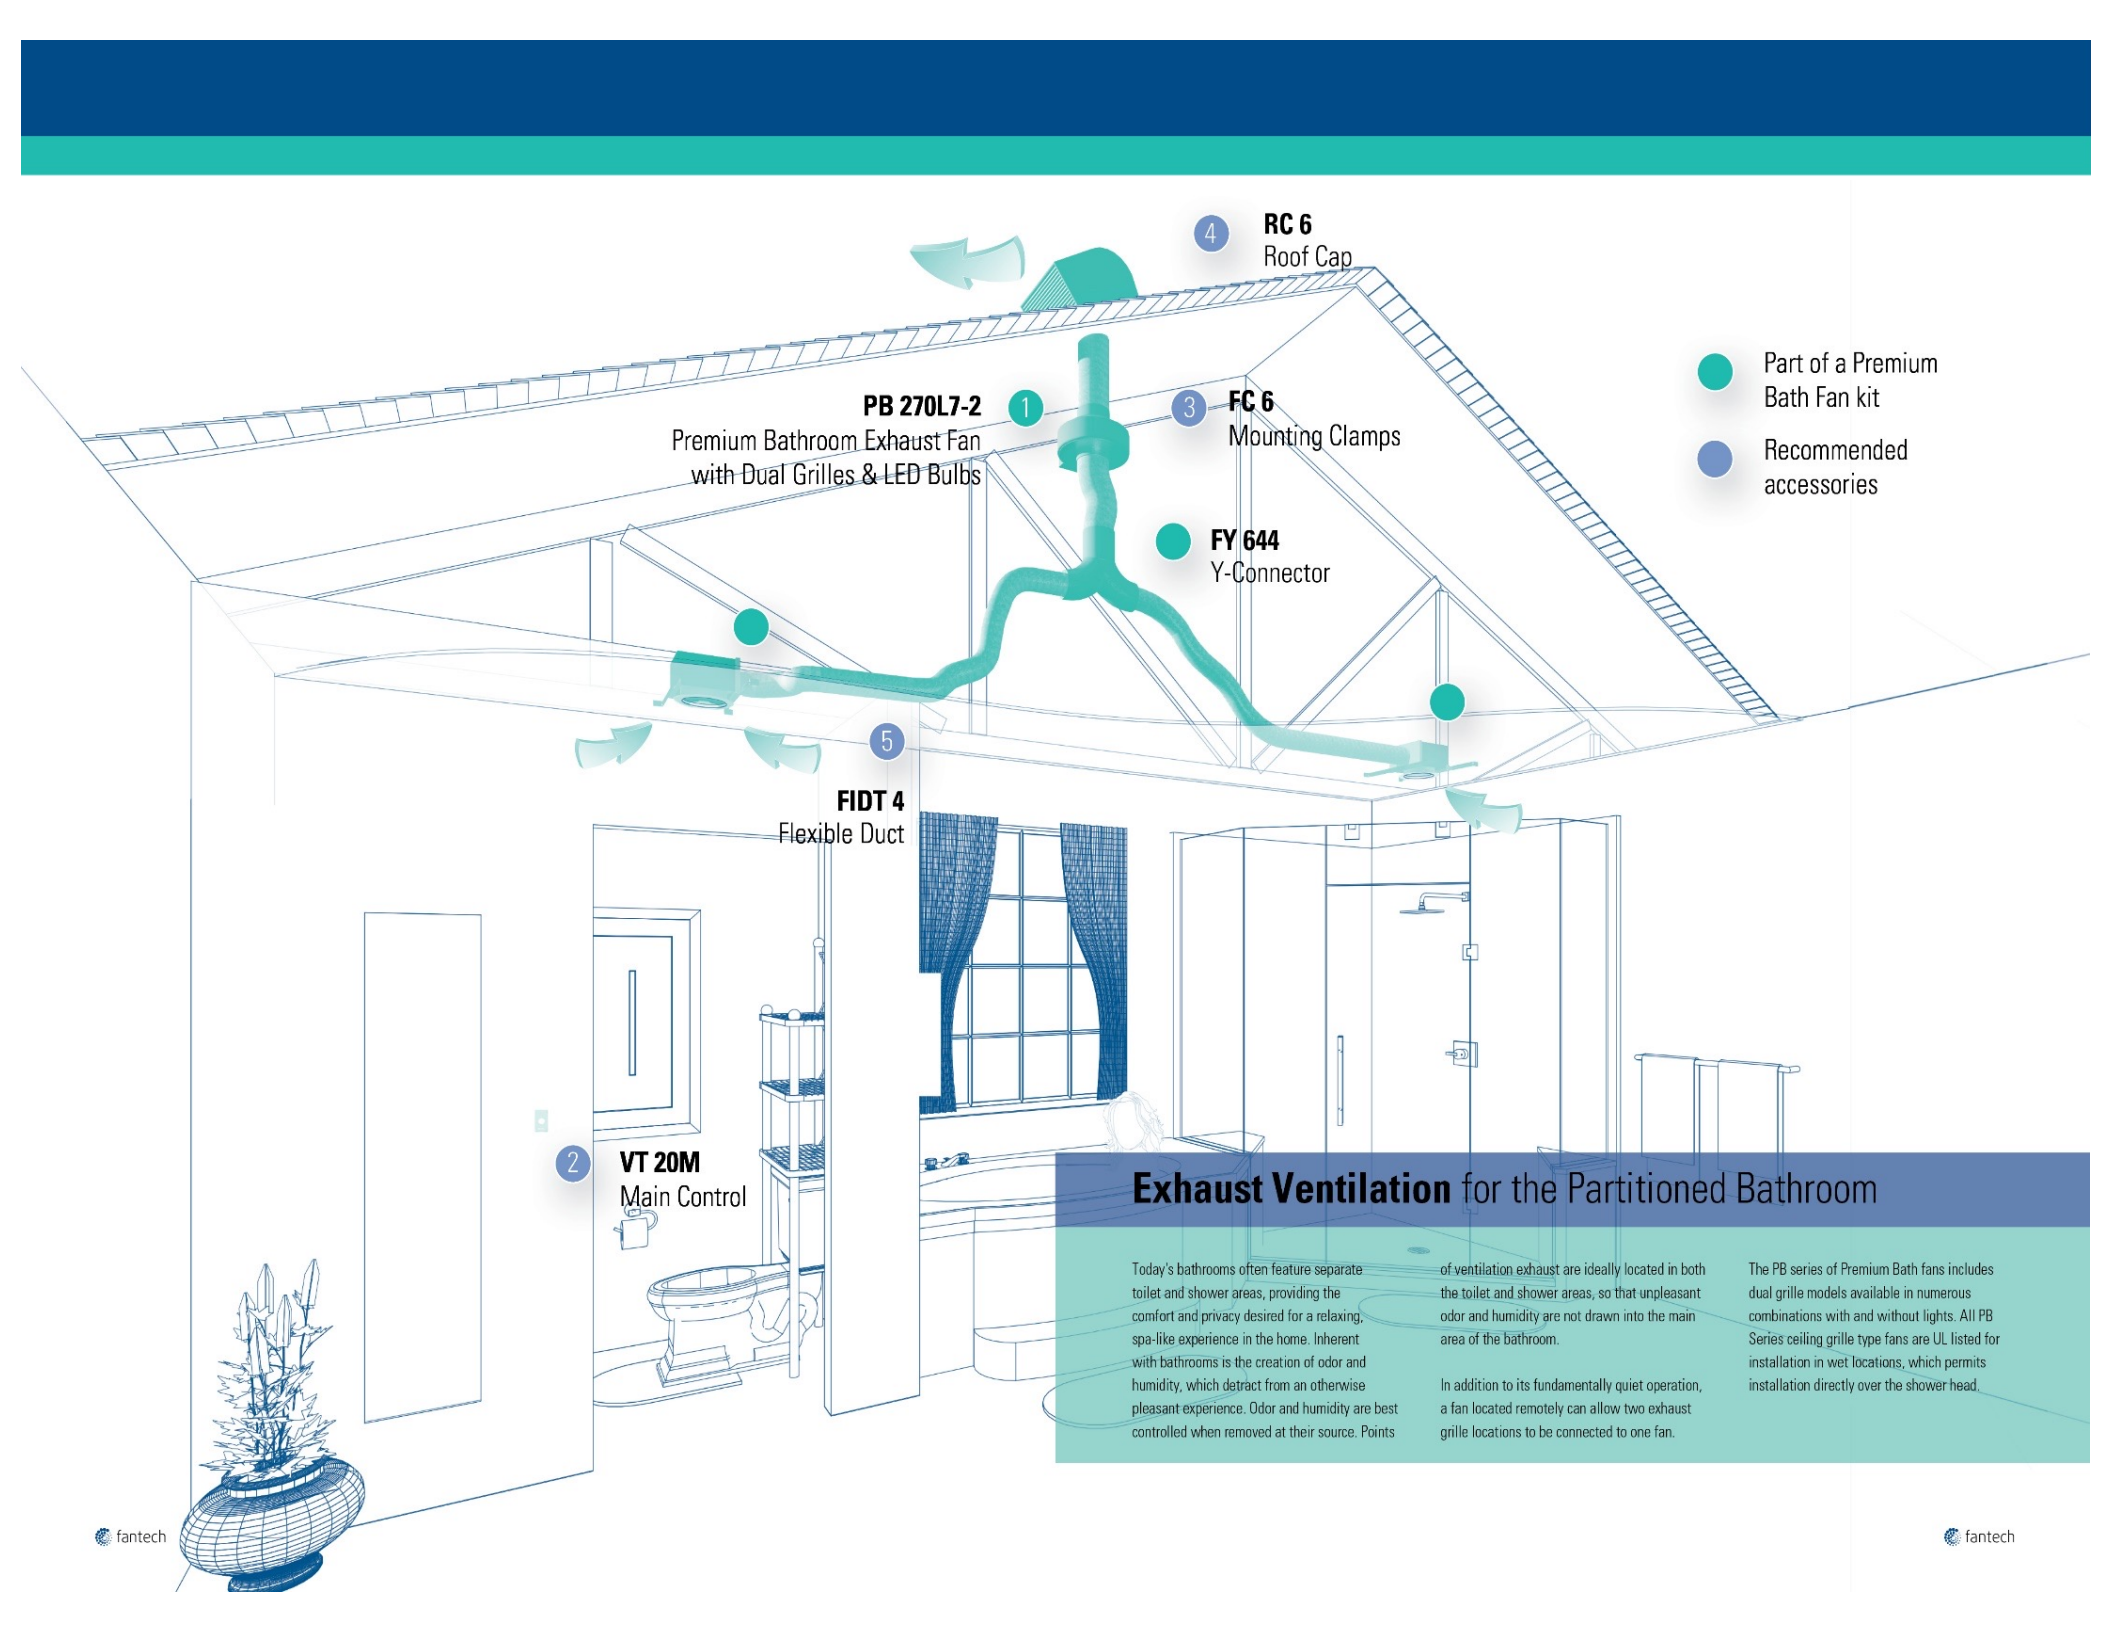 4
RC 6
Roof Cap
Part of a Premium
Bath Fan kit
Recommended
accessories
PB 270L7-2
1
Premium Bathroom Exhaust Fan
with Dual Grilles & LED Bulbs
3
FC 6
Mounting Clamps
FY 644
Y-Connector
5
FIDT 4
Flexible Duct
2
VT 20M
Main Control
Exhaust Ventilation for the Partitioned Bathroom
Today's bathrooms often feature separate
toilet and shower areas, providing the
comfort and privacy desired for a relaxing,
spa-like experience in the home. Inherent
with bathrooms is the creation of odor and
humidity, which detract from an otherwise
pleasant experience. Odor and humidity are best
controlled when removed at their source. Points
of ventilation exhaust are ideally located in both
the toilet and shower areas, so that unpleasant
odor and humidity are not drawn into the main
area of the bathroom.
In addition to its fundamentally quiet operation,
a fan located remotely can allow two exhaust
grille locations to be connected to one fan.
The PB series of Premium Bath fans includes
dual grille models available in numerous
combinations with and without lights. All PB
Series ceiling grille type fans are UL listed for
installation in wet locations, which permits
installation directly over the shower head.
fantech
fantech